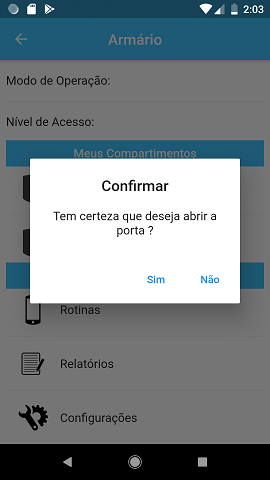 2:03
Armário
Modo de Operação:
Nível de Acesso:
Meus Compartimentos
Confirmar
Tem certeza que deseja abrir a
porta ?
Sim Não
Rotinas
Relatórios
Configurações